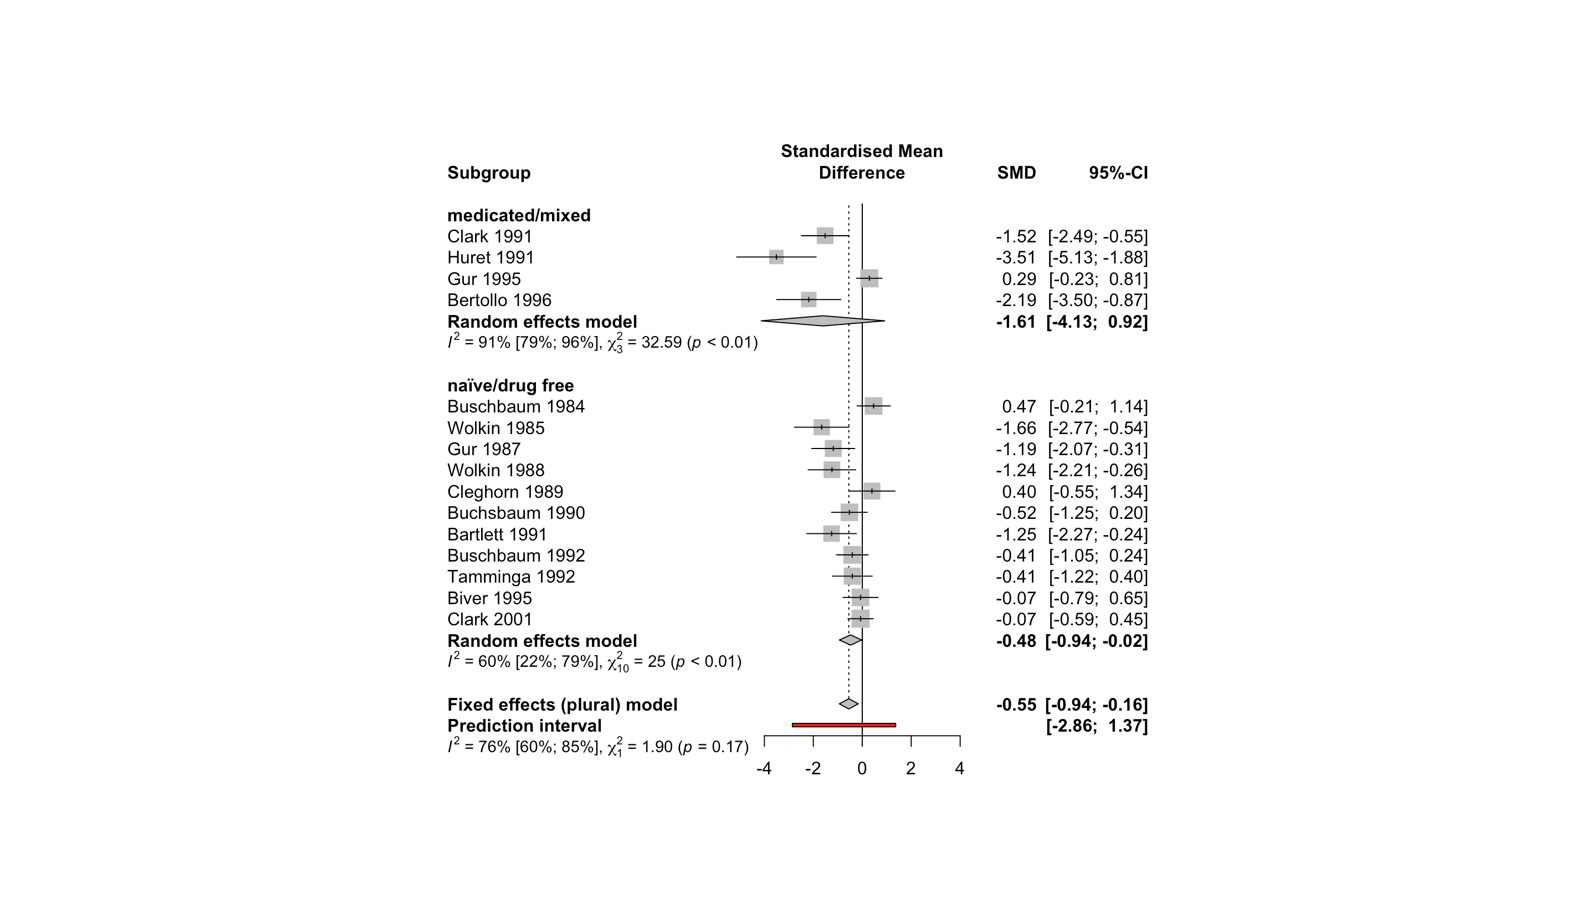 Standardised Mean
Subgroup Difference SMD 95%-CI
medicated/mixed
Clark 1991 -1.52 [-2.49; -0.55]
Huret 1991 -3.51 [-5.13; -1.88]
Gur 1995 0.29 [-0.23; 0.81]
Bertollo 1996 -2.19 [-3.50; -0.87]
Random effects model -1.61 [-4.13; 0.92]
I² = 91% [79%; 96%], χ²₃ = 32.59 (p < 0.01)
naïve/drug free
Buschbaum 1984 0.47 [-0.21; 1.14]
Wolkin 1985 -1.66 [-2.77; -0.54]
Gur 1987 -1.19 [-2.07; -0.31]
Wolkin 1988 -1.24 [-2.21; -0.26]
Cleghorn 1989 0.40 [-0.55; 1.34]
Buchsbaum 1990 -0.52 [-1.25; 0.20]
Bartlett 1991 -1.25 [-2.27; -0.24]
Buschbaum 1992 -0.41 [-1.05; 0.24]
Tamminga 1992 -0.41 [-1.22; 0.40]
Biver 1995 -0.07 [-0.79; 0.65]
Clark 2001 -0.07 [-0.59; 0.45]
Random effects model -0.48 [-0.94; -0.02]
I² = 60% [22%; 79%], χ²₁₀ = 25 (p < 0.01)
Fixed effects (plural) model -0.55 [-0.94; -0.16]
Prediction interval [-2.86; 1.37]
I² = 76% [60%; 85%], χ²₁ = 1.90 (p = 0.17)
-4 -2 0 2 4